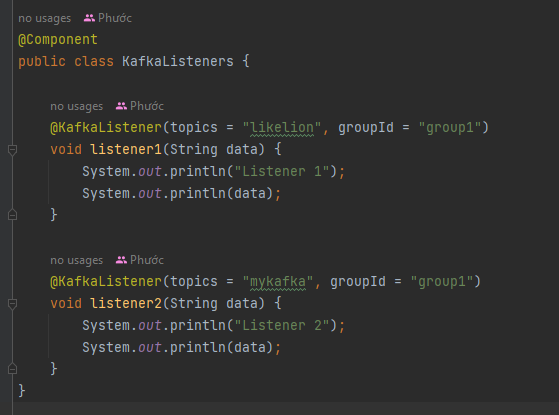 no usages Phước
@Component
public class KafkaListeners {
no usages Phước
@KafkaListener(topics = "likelion", groupId = "group1")
void listener1(String data) {
System.out.println("Listener 1");
System.out.println(data);
}
no usages Phước
@KafkaListener(topics = "mykafka", groupId = "group1")
void listener2(String data) {
System.out.println("Listener 2");
System.out.println(data);
}
}